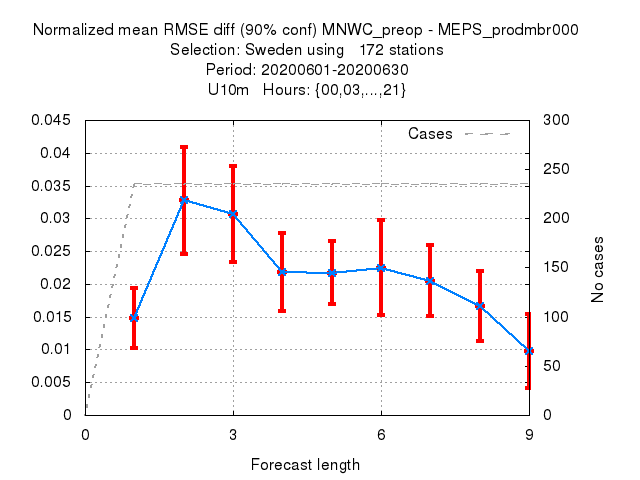 Normalized mean RMSE diff (90% conf) MNWC_preop - MEPS_prodmbr000
Selection: Sweden using   172 stations
Period: 20200601-20200630
U10m   Hours: {00,03,...,21}
Cases
0.045
0.04
0.035
0.03
0.025
0.02
0.015
0.01
0.005
0
300
250
200
150
100
50
0
No cases
0 3 6 9
Forecast length